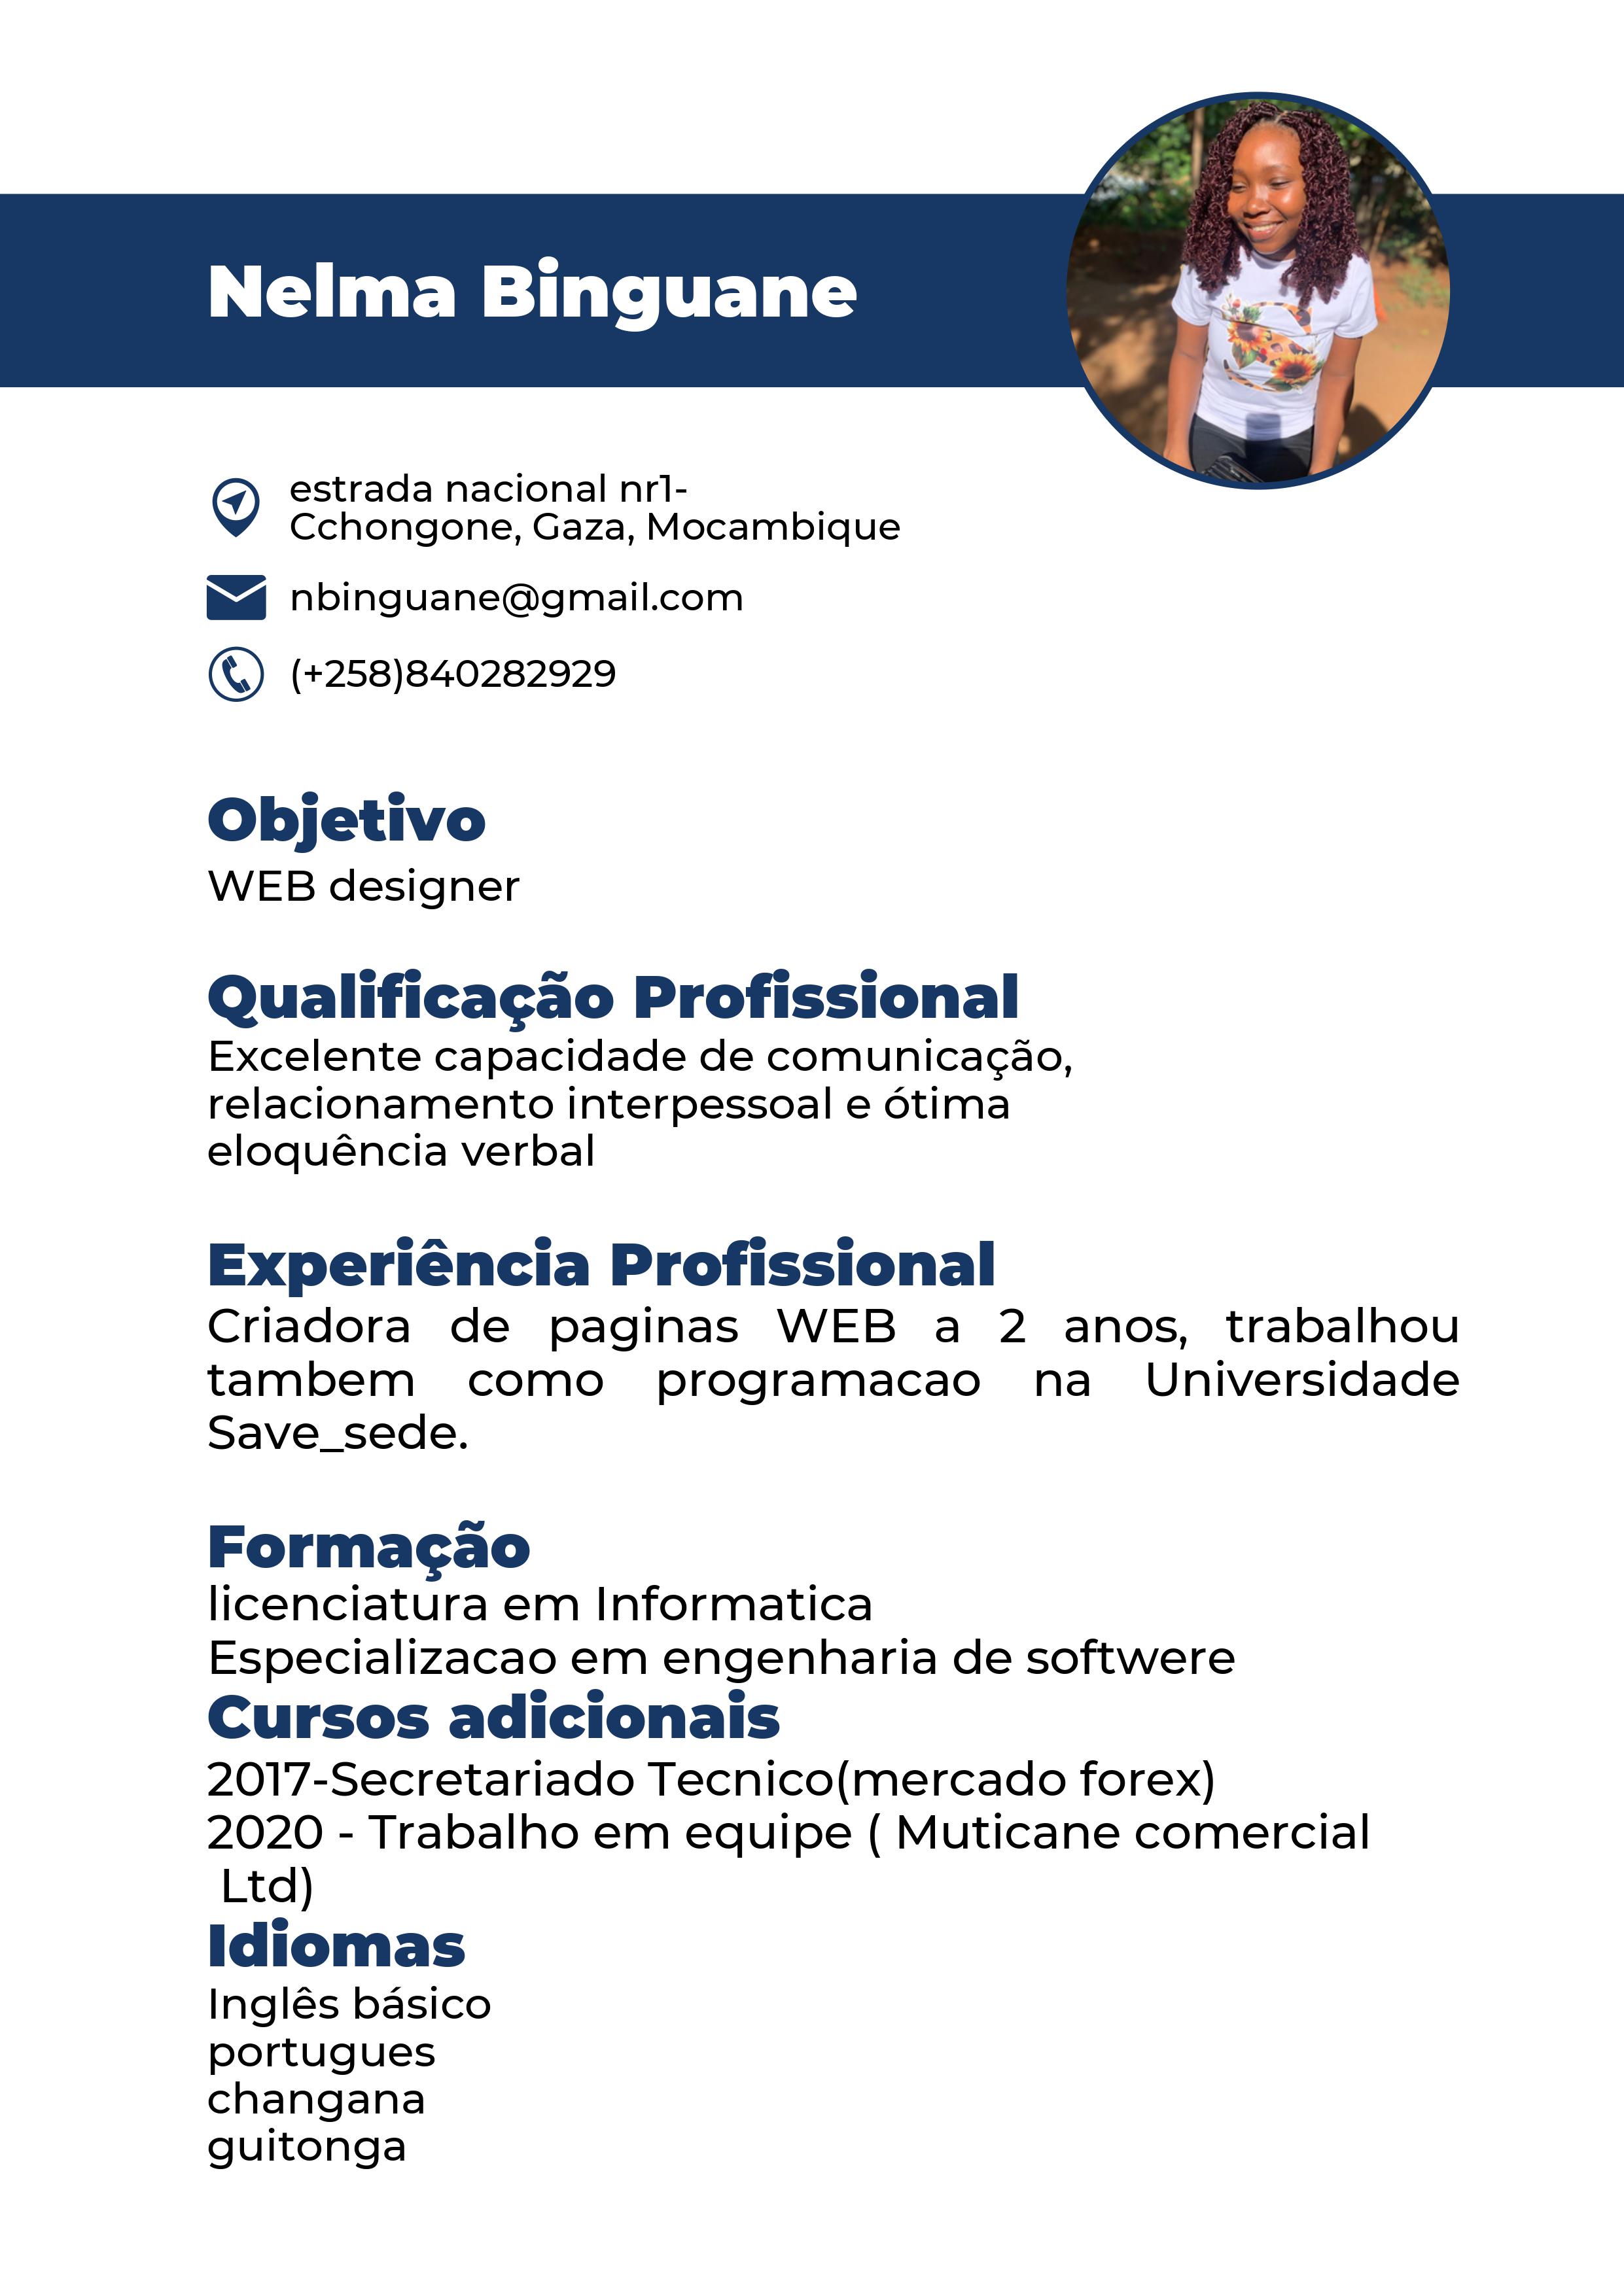 Nelma Binguane
estrada nacional nr1-
Cchongone, Gaza, Mocambique
nbinguane@gmail.com
(+258)840282929
Objetivo
WEB designer
Qualificação Profissional
Excelente capacidade de comunicação,
relacionamento interpessoal e ótima
eloquência verbal
Experiência Profissional
Criadora de paginas WEB a 2 anos, trabalhou
tambem como programacao na Universidade
Save_sede.
Formação
licenciatura em Informatica
Especializacao em engenharia de softwere
Cursos adicionais
2017-Secretariado Tecnico(mercado forex)
2020 - Trabalho em equipe ( Muticane comercial
Ltd)
Idiomas
Inglês básico
portugues
changana
guitonga